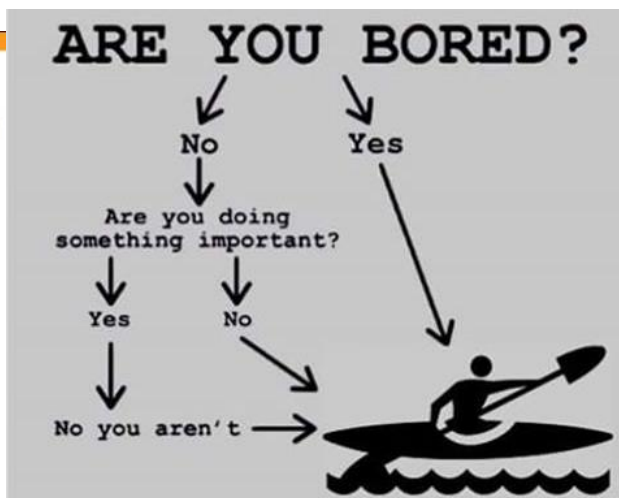 ARE YOU BORED?
No Yes
Are you doing
something important?
Yes No
No you aren't